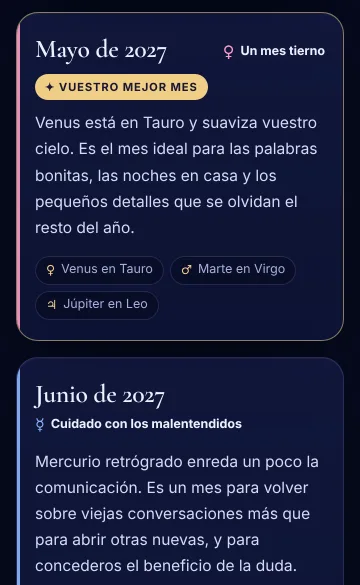 Mayo de 2027
♀ Un mes tierno
✦ VUESTRO MEJOR MES
Venus está en Tauro y suaviza vuestro
cielo. Es el mes ideal para las palabras
bonitas, las noches en casa y los
pequeños detalles que se olvidan el
resto del año.
♀ Venus en Tauro
♂ Marte en Virgo
♃ Júpiter en Leo
Junio de 2027
☿ Cuidado con los malentendidos
Mercurio retrógrado enreda un poco la
comunicación. Es un mes para volver
sobre viejas conversaciones más que
para abrir otras nuevas, y para
concederos el beneficio de la duda.